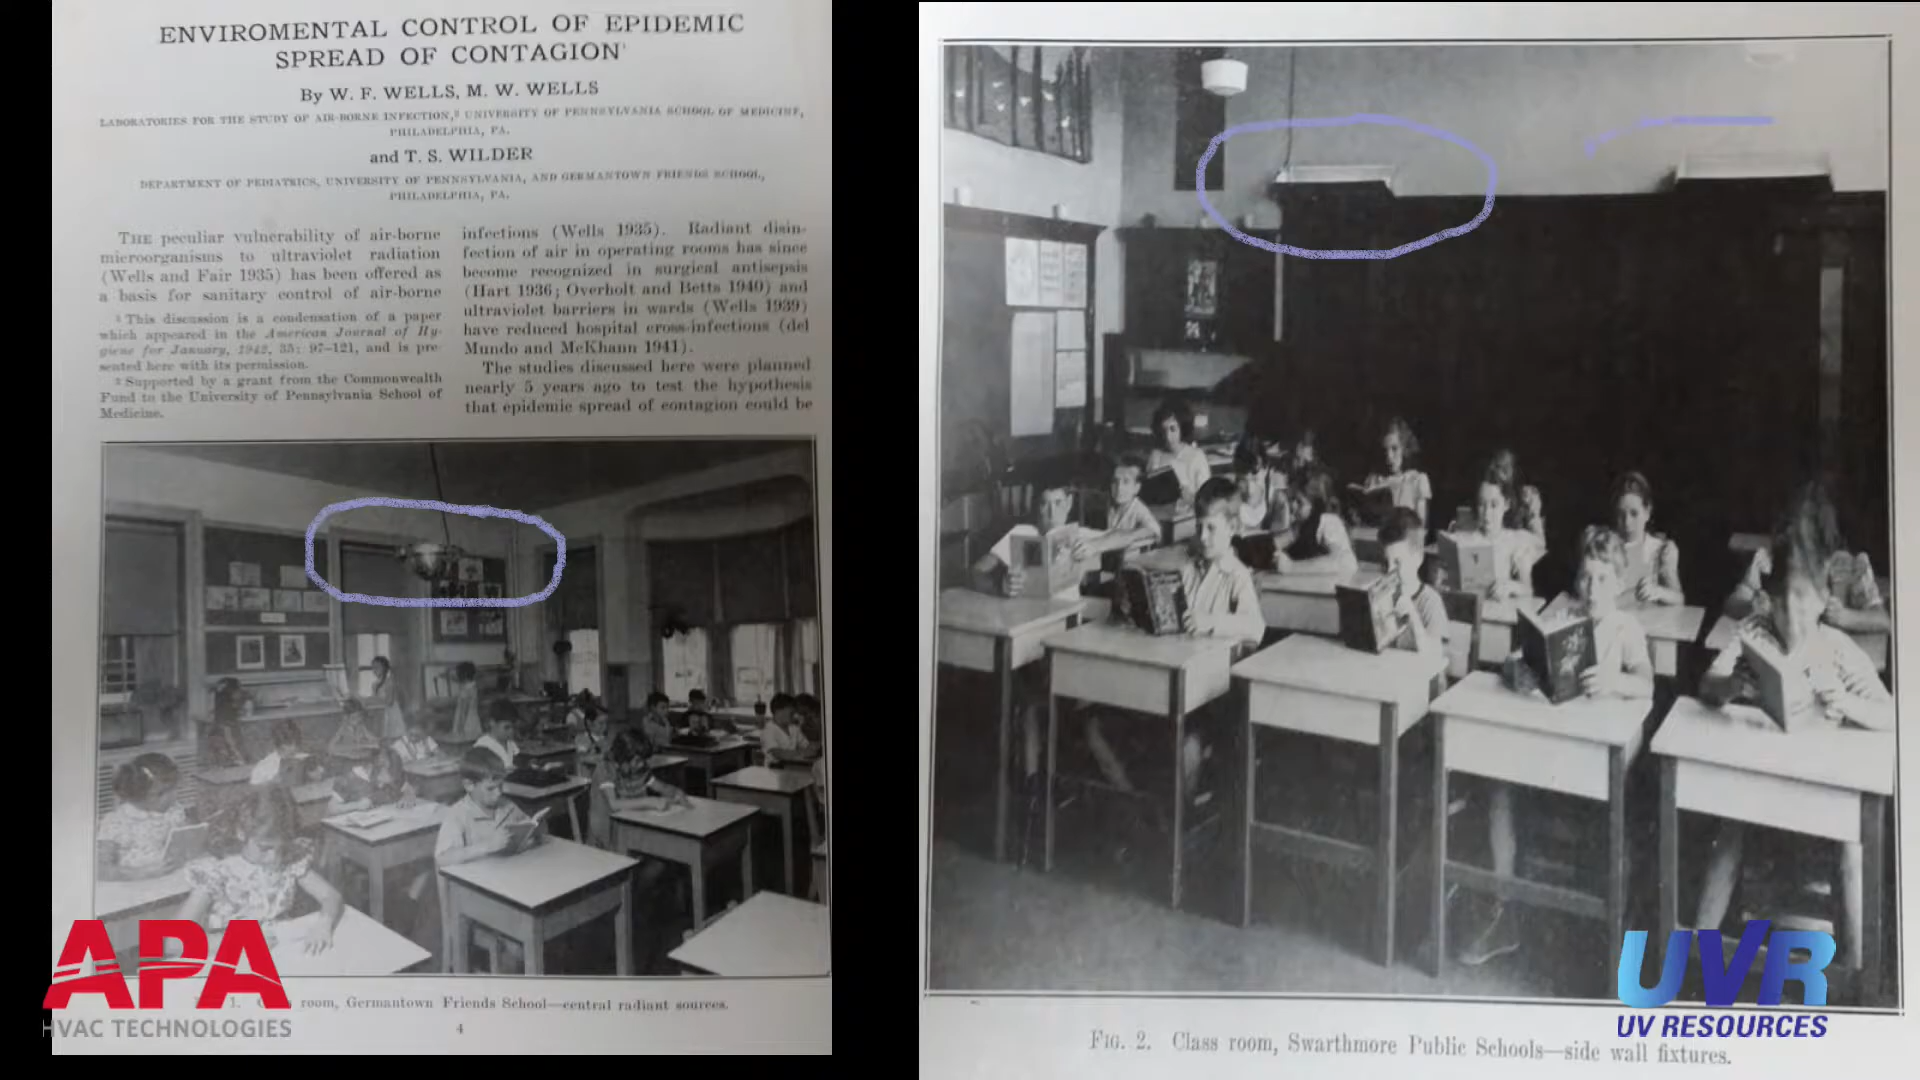 ENVIROMENTAL CONTROL OF EPIDEMIC
SPREAD OF CONTAGION¹
By W. F. WELLS, M. W. WELLS
LABORATORIES FOR THE STUDY OF AIR-BORNE INFECTION,² UNIVERSITY OF PENNSYLVANIA SCHOOL OF MEDICINE,
PHILADELPHIA, PA.
and T. S. WILDER
DEPARTMENT OF PEDIATRICS, UNIVERSITY OF PENNSYLVANIA, AND GERMANTOWN FRIENDS SCHOOL,
PHILADELPHIA, PA.
THE peculiar vulnerability of air-borne
microorganisms to ultraviolet radiation
(Wells and Fair 1935) has been offered as
a basis for sanitary control of air-borne
¹ This discussion is a condensation of a paper
which appeared in the American Journal of Hy-
giene for January, 1942, 35: 97–121, and is pre-
sented here with its permission.
² Supported by a grant from the Commonwealth
Fund to the University of Pennsylvania School of
Medicine.
infections (Wells 1935). Radiant disin-
fection of air in operating rooms has since
become recognized in surgical antisepsis
(Hart 1936; Overholt and Betts 1940) and
ultraviolet barriers in wards (Wells 1939)
have reduced hospital cross-infections (del
Mundo and McKhann 1941).
The studies discussed here were planned
nearly 5 years ago to test the hypothesis
that epidemic spread of contagion could be
1. room, Germantown Friends School—central radiant sources.
4
APA
HVAC TECHNOLOGIES
FIG. 2. Class room, Swarthmore Public Schools—side wall fixtures.
UVR
UV RESOURCES